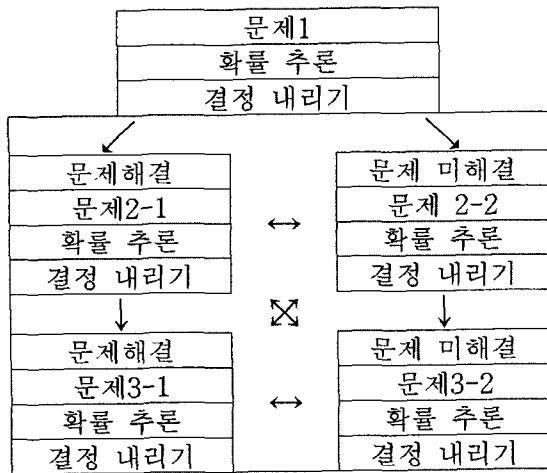 문제1
확률 추론
결정 내리기
문제해결
문제2-1
확률 추론
결정 내리기
문제 미해결
문제 2-2
확률 추론
결정 내리기
문제해결
문제3-1
확률 추론
결정 내리기
문제 미해결
문제3-2
확률 추론
결정 내리기